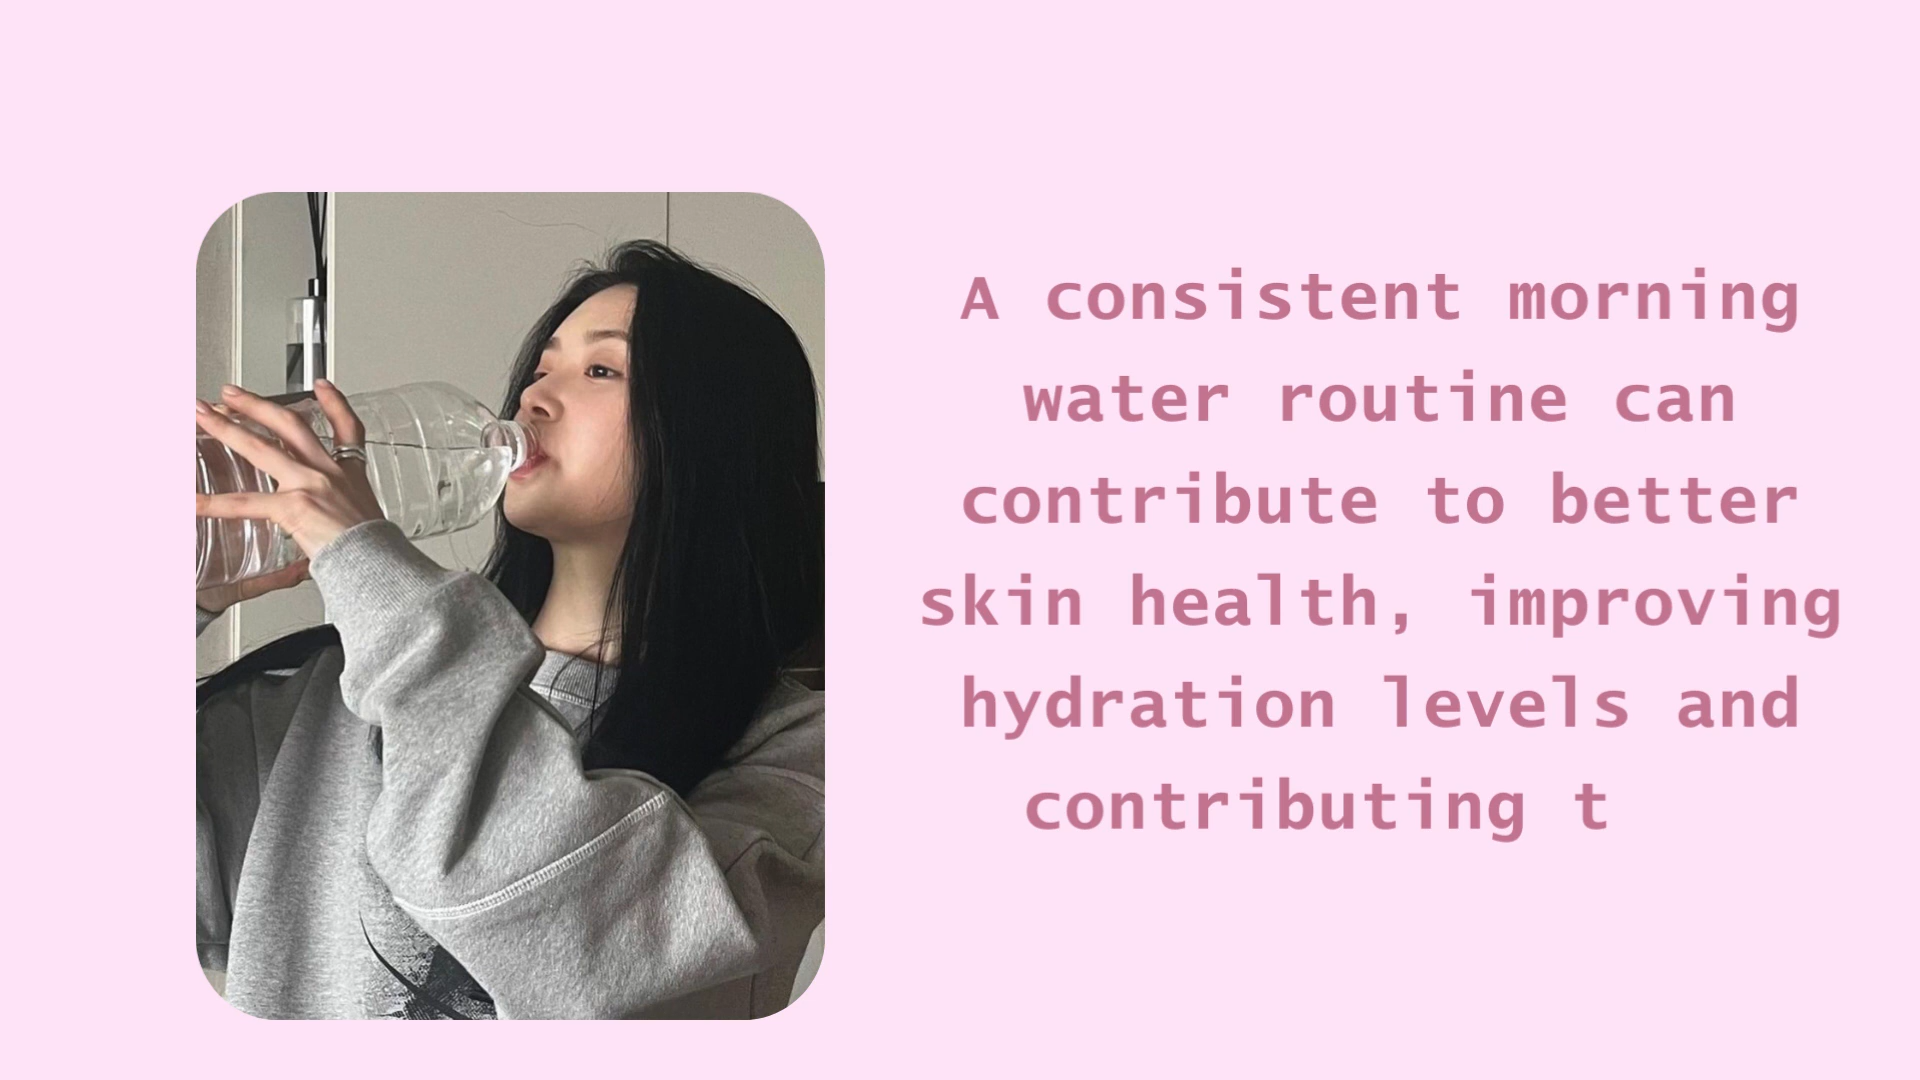 A consistent morning
water routine can
contribute to better
skin health, improving
hydration levels and
contributing t